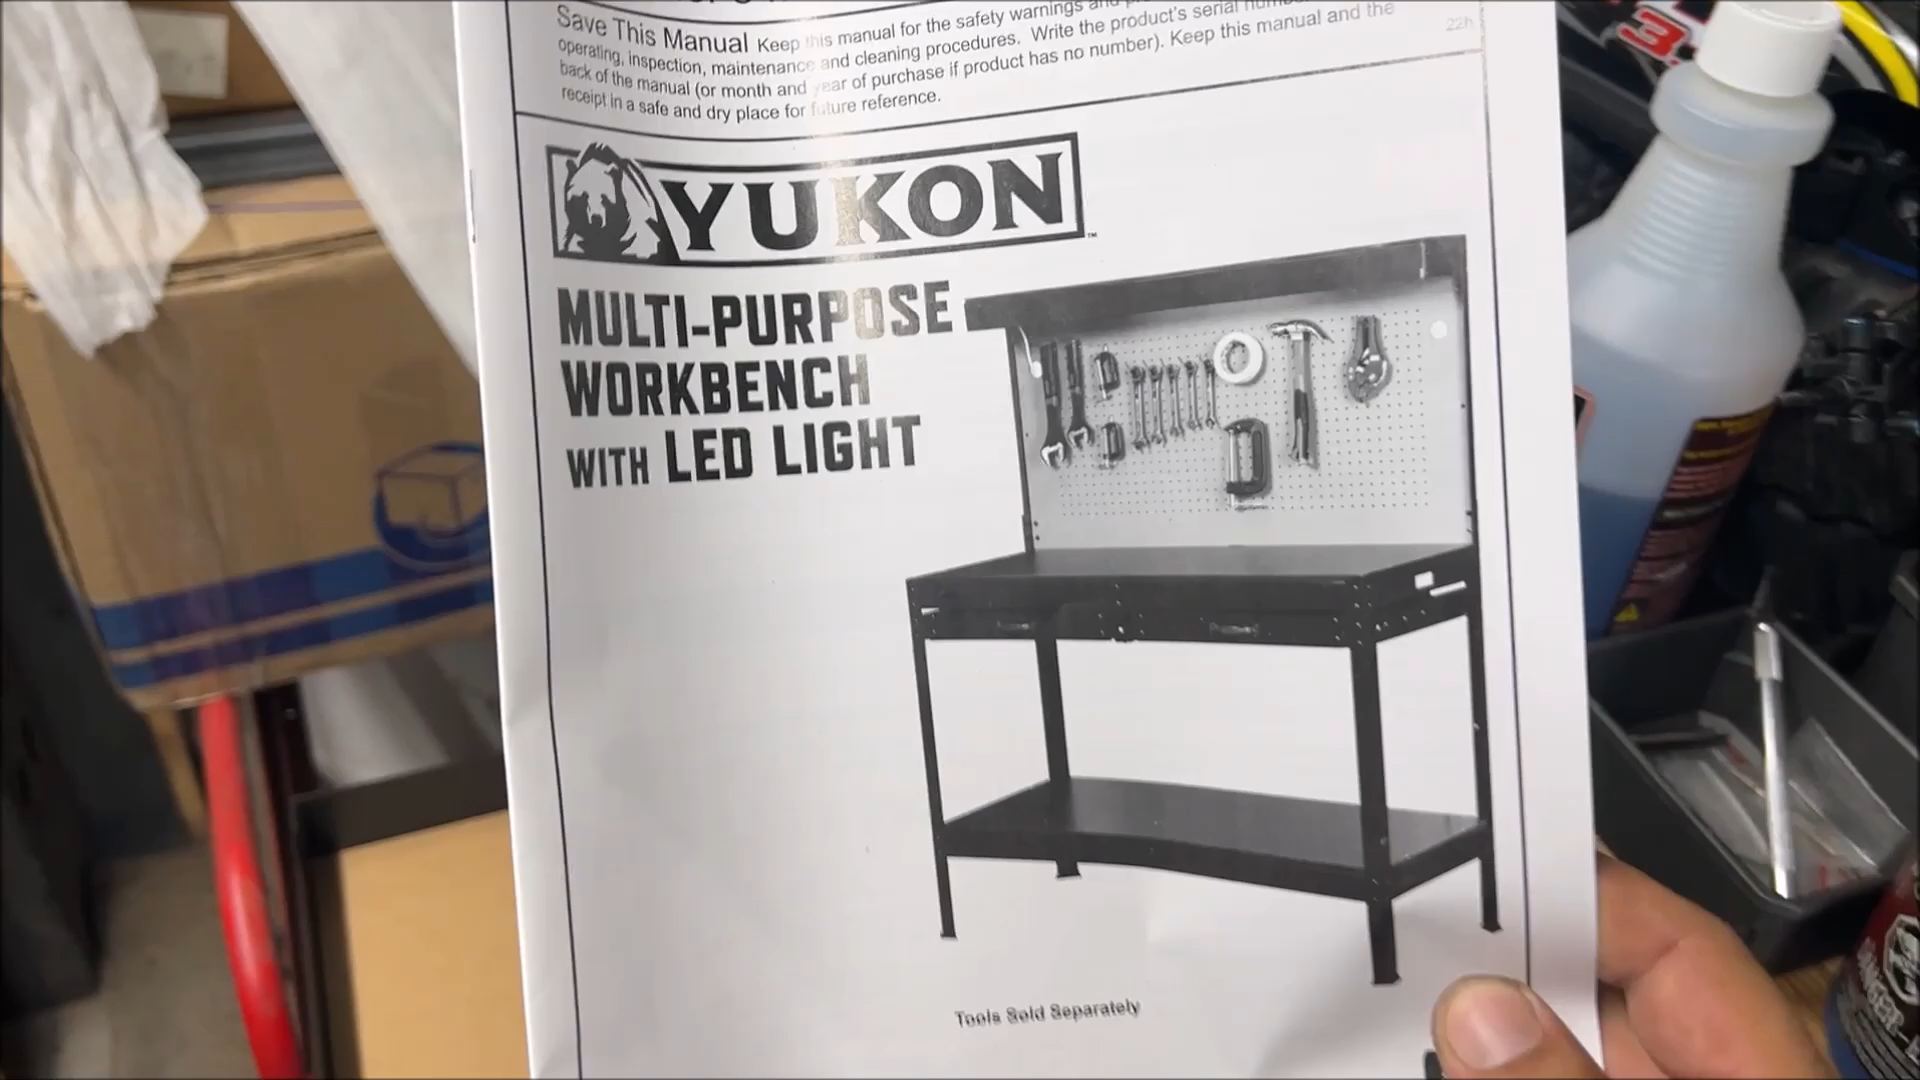 Save This Manual Keep this manual for the safety warnings and
operating, inspection, maintenance and cleaning procedures. Write the product's serial
back of the manual (or month and year of purchase if product has no number). Keep this manual and the
receipt in a safe and dry place for future reference.
22h
YUKON
™
MULTI-PURPOSE
WORKBENCH
WITH LED LIGHT
Tools Sold Separately